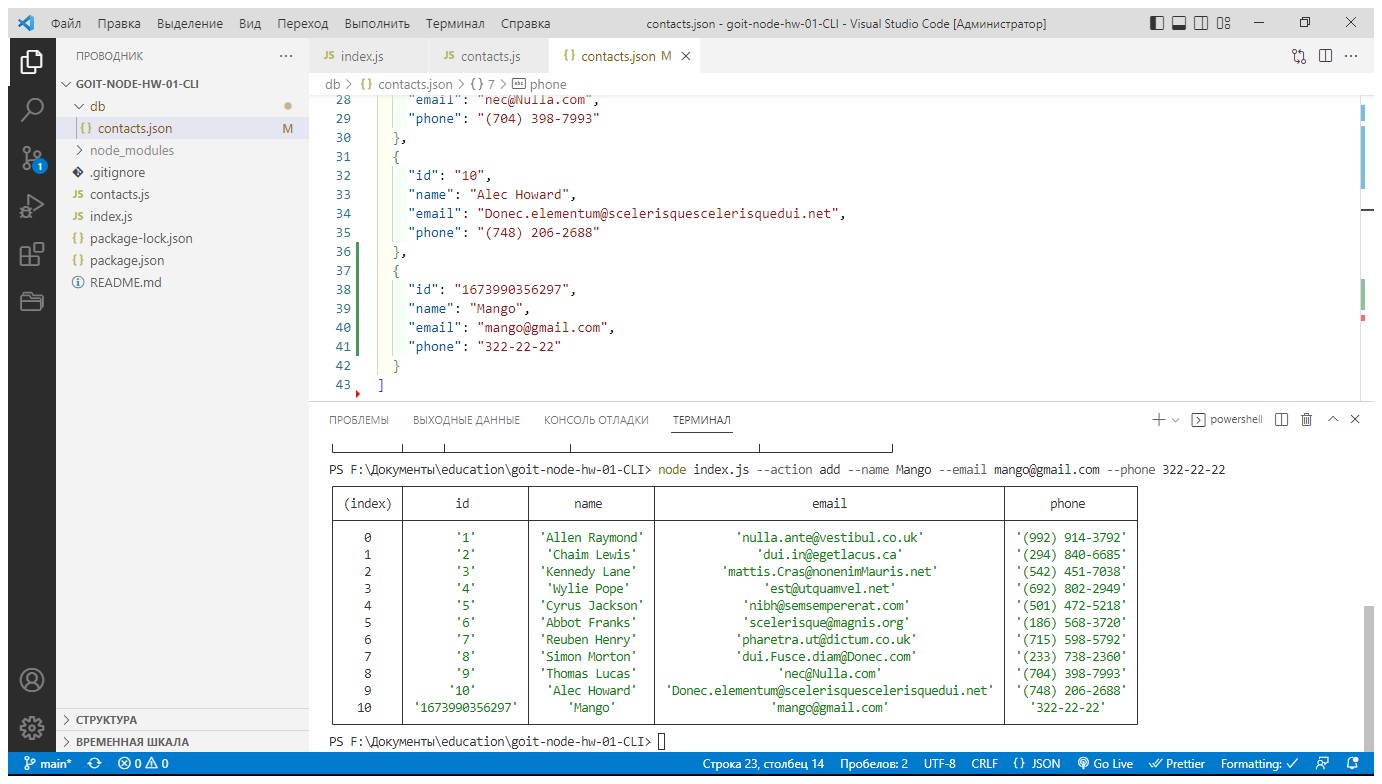 Файл Правка Выделение Вид Переход Выполнить Терминал Справка contacts.json - goit-node-hw-01-CLI - Visual Studio Code [Администратор]
ПРОВОДНИК
GOIT-NODE-HW-01-CLI
db
{} contacts.json M
node_modules
.gitignore
JS contacts.js
JS index.js
{} package-lock.json
{} package.json
README.md
СТРУКТУРА
ВРЕМЕННАЯ ШКАЛА
1
JS index.js JS contacts.js {} contacts.json M
db > {} contacts.json > {} 7 > abc phone
28 "email": "nec@Nulla.com",
29 "phone": "(704) 398-7993"
30 },
31 {
32 "id": "10",
33 "name": "Alec Howard",
34 "email": "Donec.elementum@scelerisquescelerisquedui.net",
35 "phone": "(748) 206-2688"
36 },
37 {
38 "id": "1673990356297",
39 "name": "Mango",
40 "email": "mango@gmail.com",
41 "phone": "322-22-22"
42 }
43 ]
ПРОБЛЕМЫ ВЫХОДНЫЕ ДАННЫЕ КОНСОЛЬ ОТЛАДКИ ТЕРМИНАЛ powershell
PS F:\Документы\education\goit-node-hw-01-CLI> node index.js --action add --name Mango --email mango@gmail.com --phone 322-22-22
(index) id name email phone
0 '1' 'Allen Raymond' 'nulla.ante@vestibul.co.uk' '(992) 914-3792'
1 '2' 'Chaim Lewis' 'dui.in@egetlacus.ca' '(294) 840-6685'
2 '3' 'Kennedy Lane' 'mattis.Cras@nonenimMauris.net' '(542) 451-7038'
3 '4' 'Wylie Pope' 'est@utquamvel.net' '(692) 802-2949'
4 '5' 'Cyrus Jackson' 'nibh@semsempererat.com' '(501) 472-5218'
5 '6' 'Abbot Franks' 'scelerisque@magnis.org' '(186) 568-3720'
6 '7' 'Reuben Henry' 'pharetra.ut@dictum.co.uk' '(715) 598-5792'
7 '8' 'Simon Morton' 'dui.Fusce.diam@Donec.com' '(233) 738-2360'
8 '9' 'Thomas Lucas' 'nec@Nulla.com' '(704) 398-7993'
9 '10' 'Alec Howard' 'Donec.elementum@scelerisquescelerisquedui.net' '(748) 206-2688'
10 '1673990356297' 'Mango' 'mango@gmail.com' '322-22-22'
PS F:\Документы\education\goit-node-hw-01-CLI>
main* 0 0 Строка 23, столбец 14 Пробелов: 2 UTF-8 CRLF {} JSON Go Live Prettier Formatting: ✓